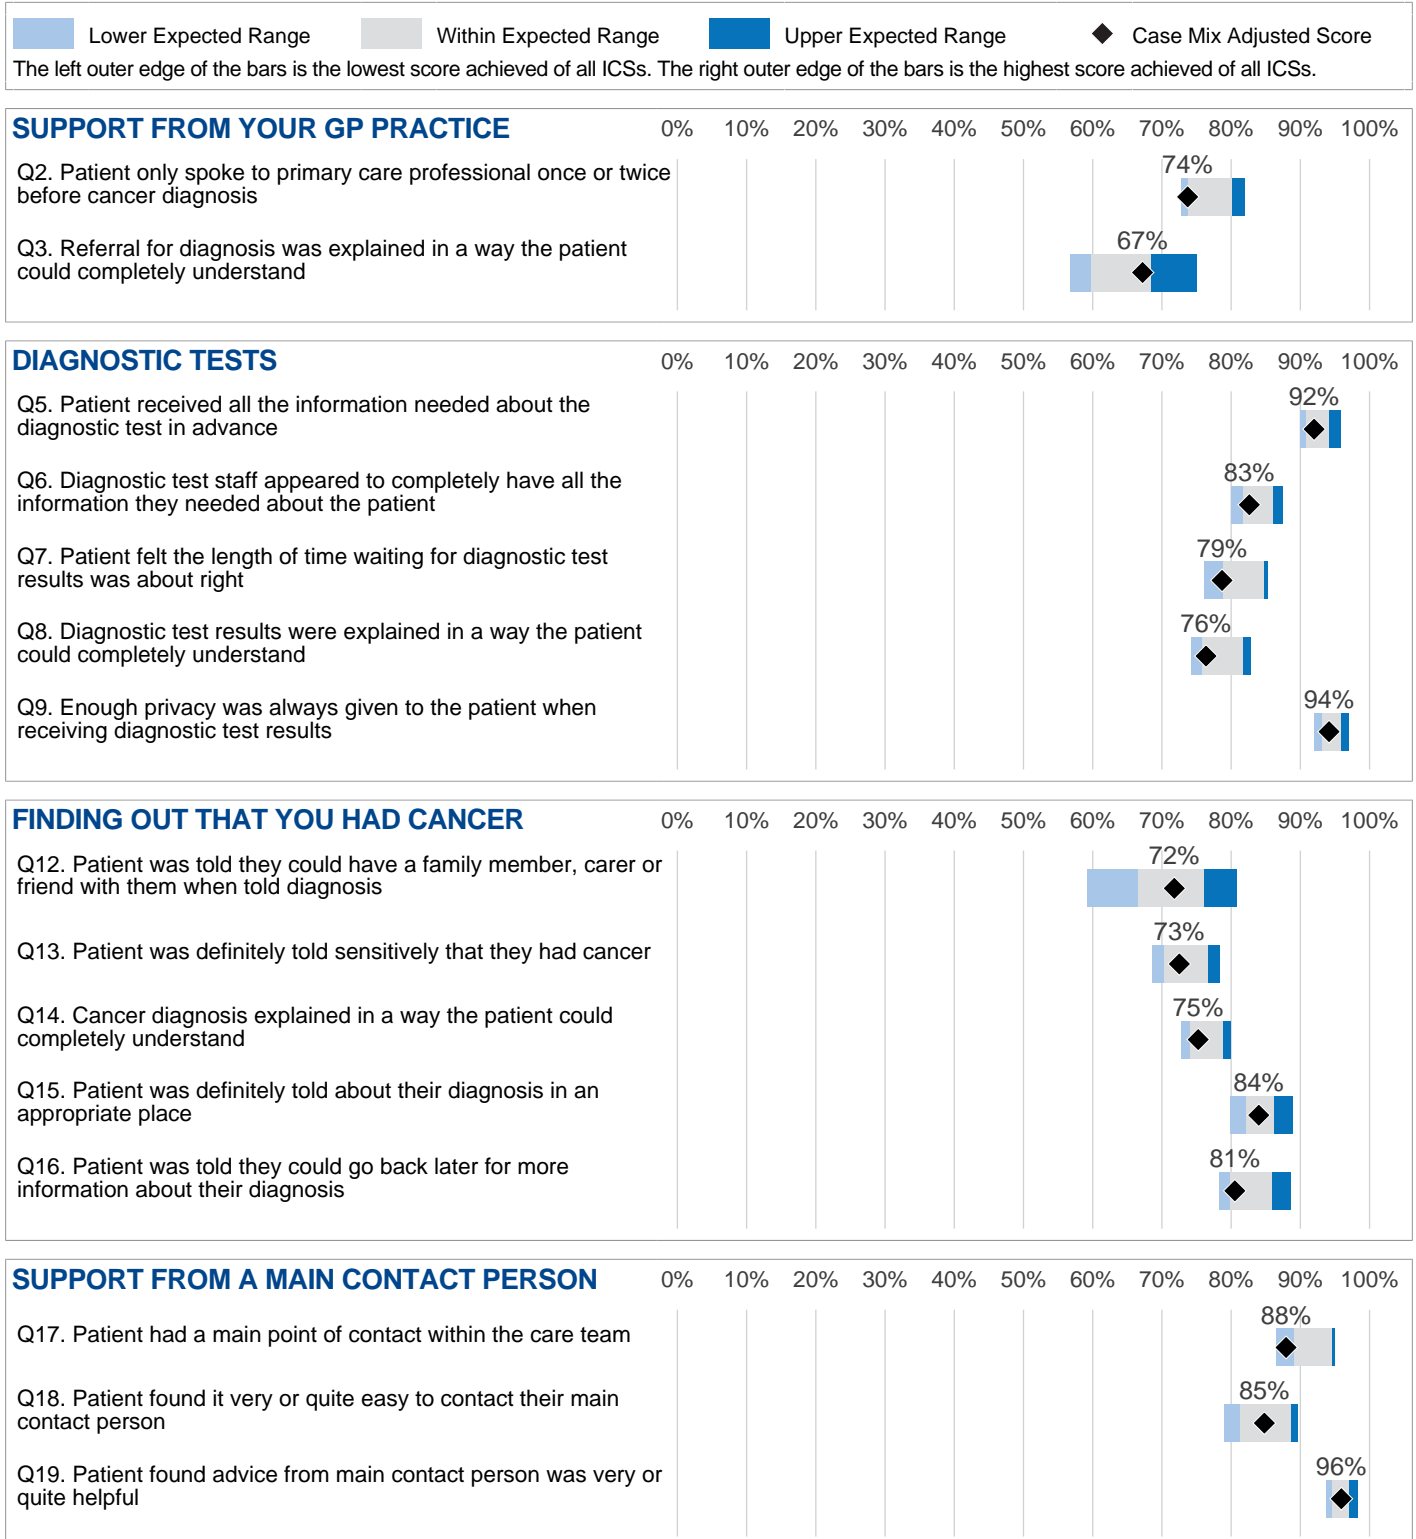 Lower Expected Range Within Expected Range Upper Expected Range Case Mix Adjusted Score
The left outer edge of the bars is the lowest score achieved of all ICSs. The right outer edge of the bars is the highest score achieved of all ICSs.
SUPPORT FROM YOUR GP PRACTICE 0% 10% 20% 30% 40% 50% 60% 70% 80% 90% 100%
74%
Q2. Patient only spoke to primary care professional once or twice
before cancer diagnosis
67%
Q3. Referral for diagnosis was explained in a way the patient
could completely understand
DIAGNOSTIC TESTS 0% 10% 20% 30% 40% 50% 60% 70% 80% 90% 100%
92%
Q5. Patient received all the information needed about the
diagnostic test in advance
83%
Q6. Diagnostic test staff appeared to completely have all the
information they needed about the patient
79%
Q7. Patient felt the length of time waiting for diagnostic test
results was about right
76%
Q8. Diagnostic test results were explained in a way the patient
could completely understand
94%
Q9. Enough privacy was always given to the patient when
receiving diagnostic test results
FINDING OUT THAT YOU HAD CANCER 0% 10% 20% 30% 40% 50% 60% 70% 80% 90% 100%
72%
Q12. Patient was told they could have a family member, carer or
friend with them when told diagnosis
73%
Q13. Patient was definitely told sensitively that they had cancer
75%
Q14. Cancer diagnosis explained in a way the patient could
completely understand
84%
Q15. Patient was definitely told about their diagnosis in an
appropriate place
81%
Q16. Patient was told they could go back later for more
information about their diagnosis
SUPPORT FROM A MAIN CONTACT PERSON 0% 10% 20% 30% 40% 50% 60% 70% 80% 90% 100%
88%
Q17. Patient had a main point of contact within the care team
85%
Q18. Patient found it very or quite easy to contact their main
contact person
96%
Q19. Patient found advice from main contact person was very or
quite helpful